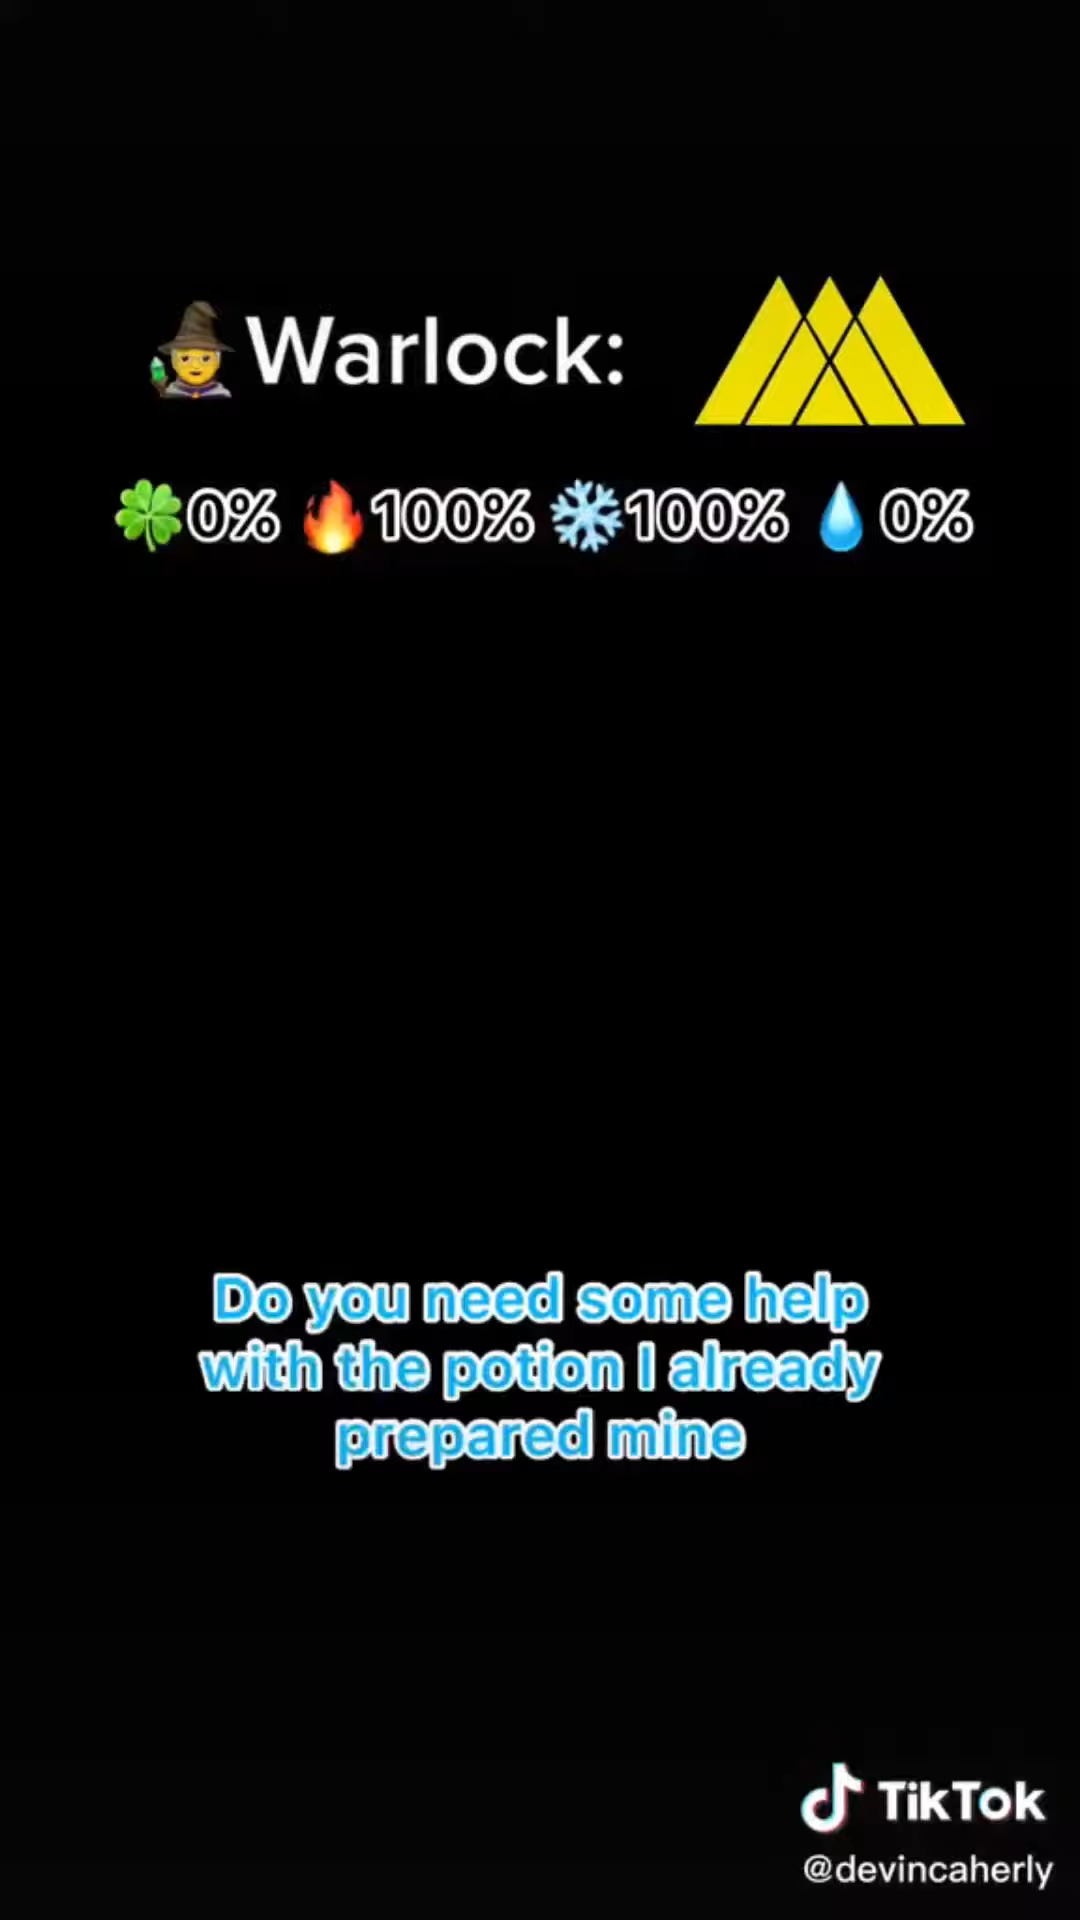 🧙Warlock:
🍀0% 🔥100% ❄️100% 💧0%
Do you need some help
with the potion I already
prepared mine
TikTok
@devincaherly